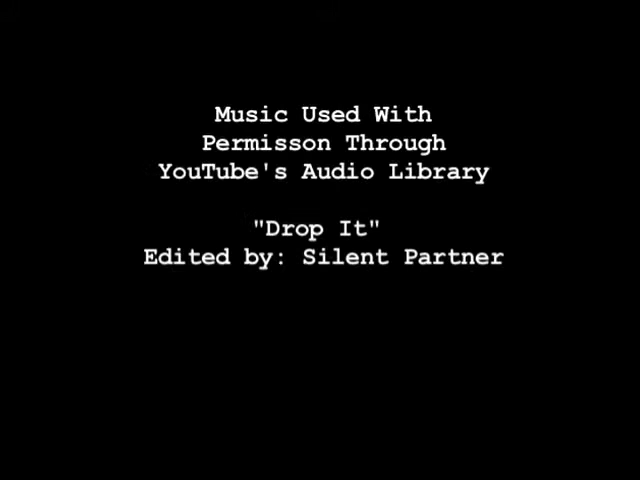 Music Used With
Permisson Through
YouTube's Audio Library
"Drop It"
Edited by: Silent Partner